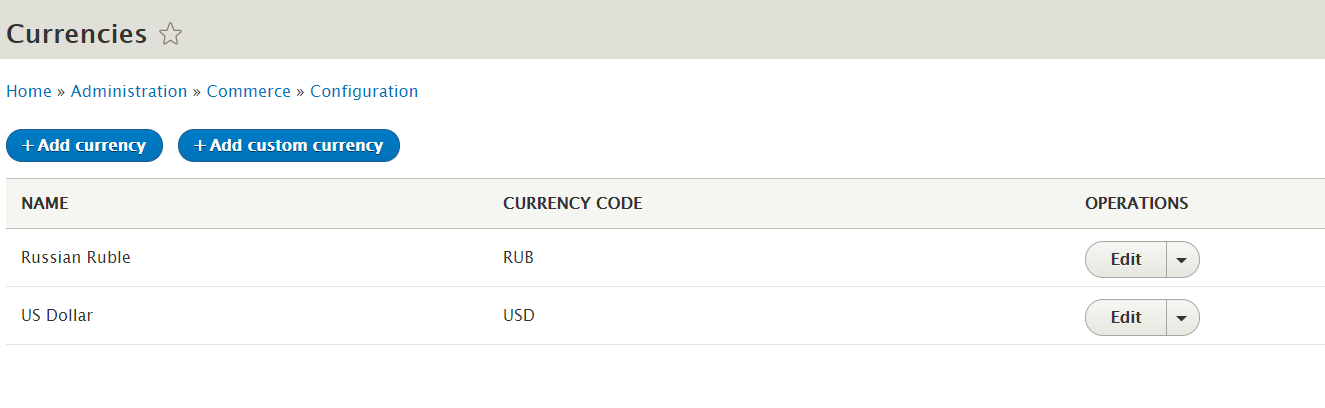 Currencies
Home » Administration » Commerce » Configuration
+ Add currency + Add custom currency
NAME CURRENCY CODE OPERATIONS
Russian Ruble RUB Edit
US Dollar USD Edit